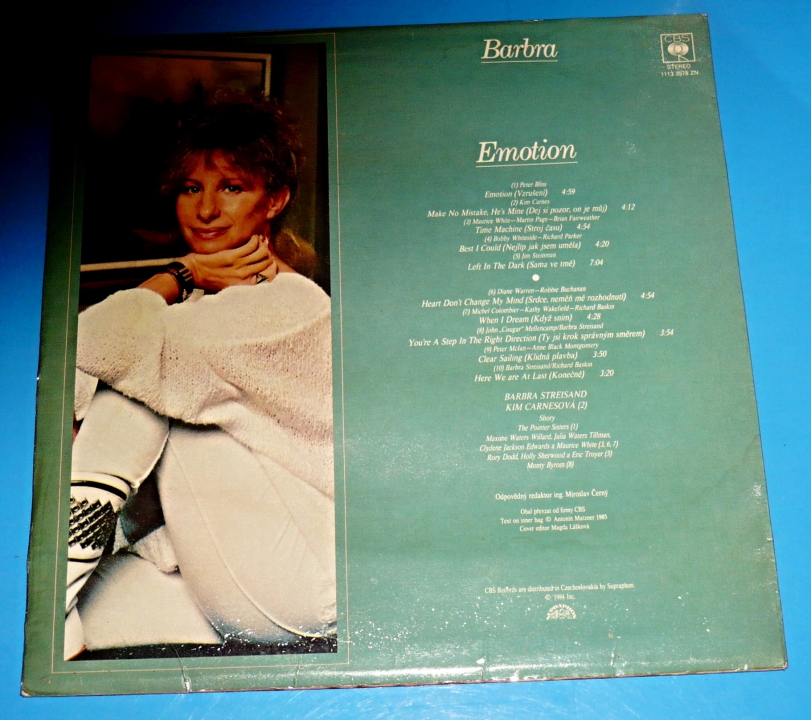 Barbra
CBS
STEREO
1113 3978 ZN
Emotion
(1) Peter Bliss
Emotion (Vzrušení) 4:59
(2) Kim Carnes
Make No Mistake, He's Mine (Dej si pozor, on je můj) 4:12
(3) Maurice White—Martin Page—Brian Fairweather
Time Machine (Stroj času) 4:54
(4) Bobby Whiteside—Richard Parker
Best I Could (Nejlíp jak jsem uměla) 4:20
(5) Jim Steinman
Left In The Dark (Sama ve tmě) 7:04
(6) Diane Warren—Robbie Buchanan
Heart Don't Change My Mind (Srdce, neměň mé rozhodnutí) 4:54
(7) Michel Colombier—Kathy Wakefield—Richard Baskin
When I Dream (Když sním) 4:28
(8) John „Cougar" Mellencamp/Barbra Streisand
You're A Step In The Right Direction (Ty jsi krok správným směrem) 3:54
(9) Peter McIan—Anne Black Montgomery
Clear Sailing (Klidná plavba) 3:50
(10) Barbra Streisand/Richard Baskin
Here We are At Last (Konečně) 3:20
BARBRA STREISAND
KIM CARNESOVÁ (2)
Sbory
The Pointer Sisters (1)
Maxine Waters Willard, Julia Waters Tillman,
Clydene Jackson Edwards a Maurice White (3, 6, 7)
Rory Dodd, Holly Sherwood a Eric Troyer (5)
Monty Byrom (8)
Odpovědný redaktor ing. Miroslav Černý
Obal převzat od firmy CBS
Text on inner bag © Antonín Matzner 1985
Cover editor Magda Lášková
CBS Records are distributed in Czechoslovakia by Supraphon
© 1984 Inc.
SUPRAPHON